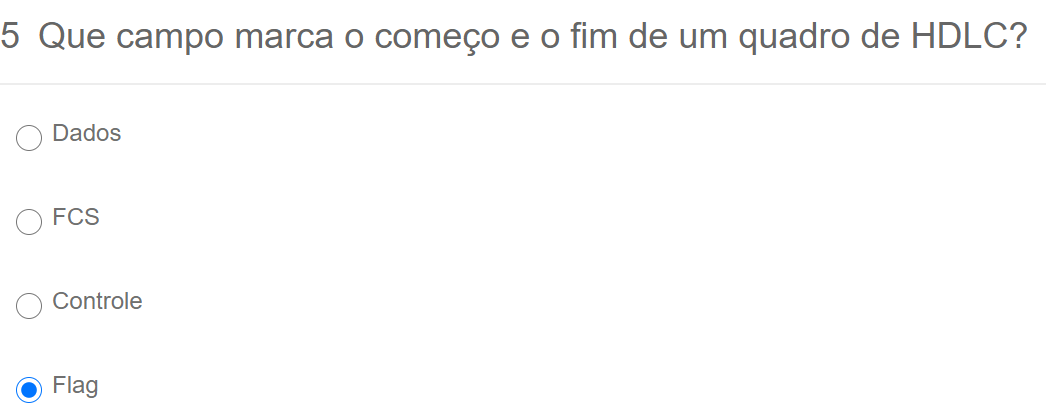 5 Que campo marca o começo e o fim de um quadro de HDLC?
Dados
FCS
Controle
Flag